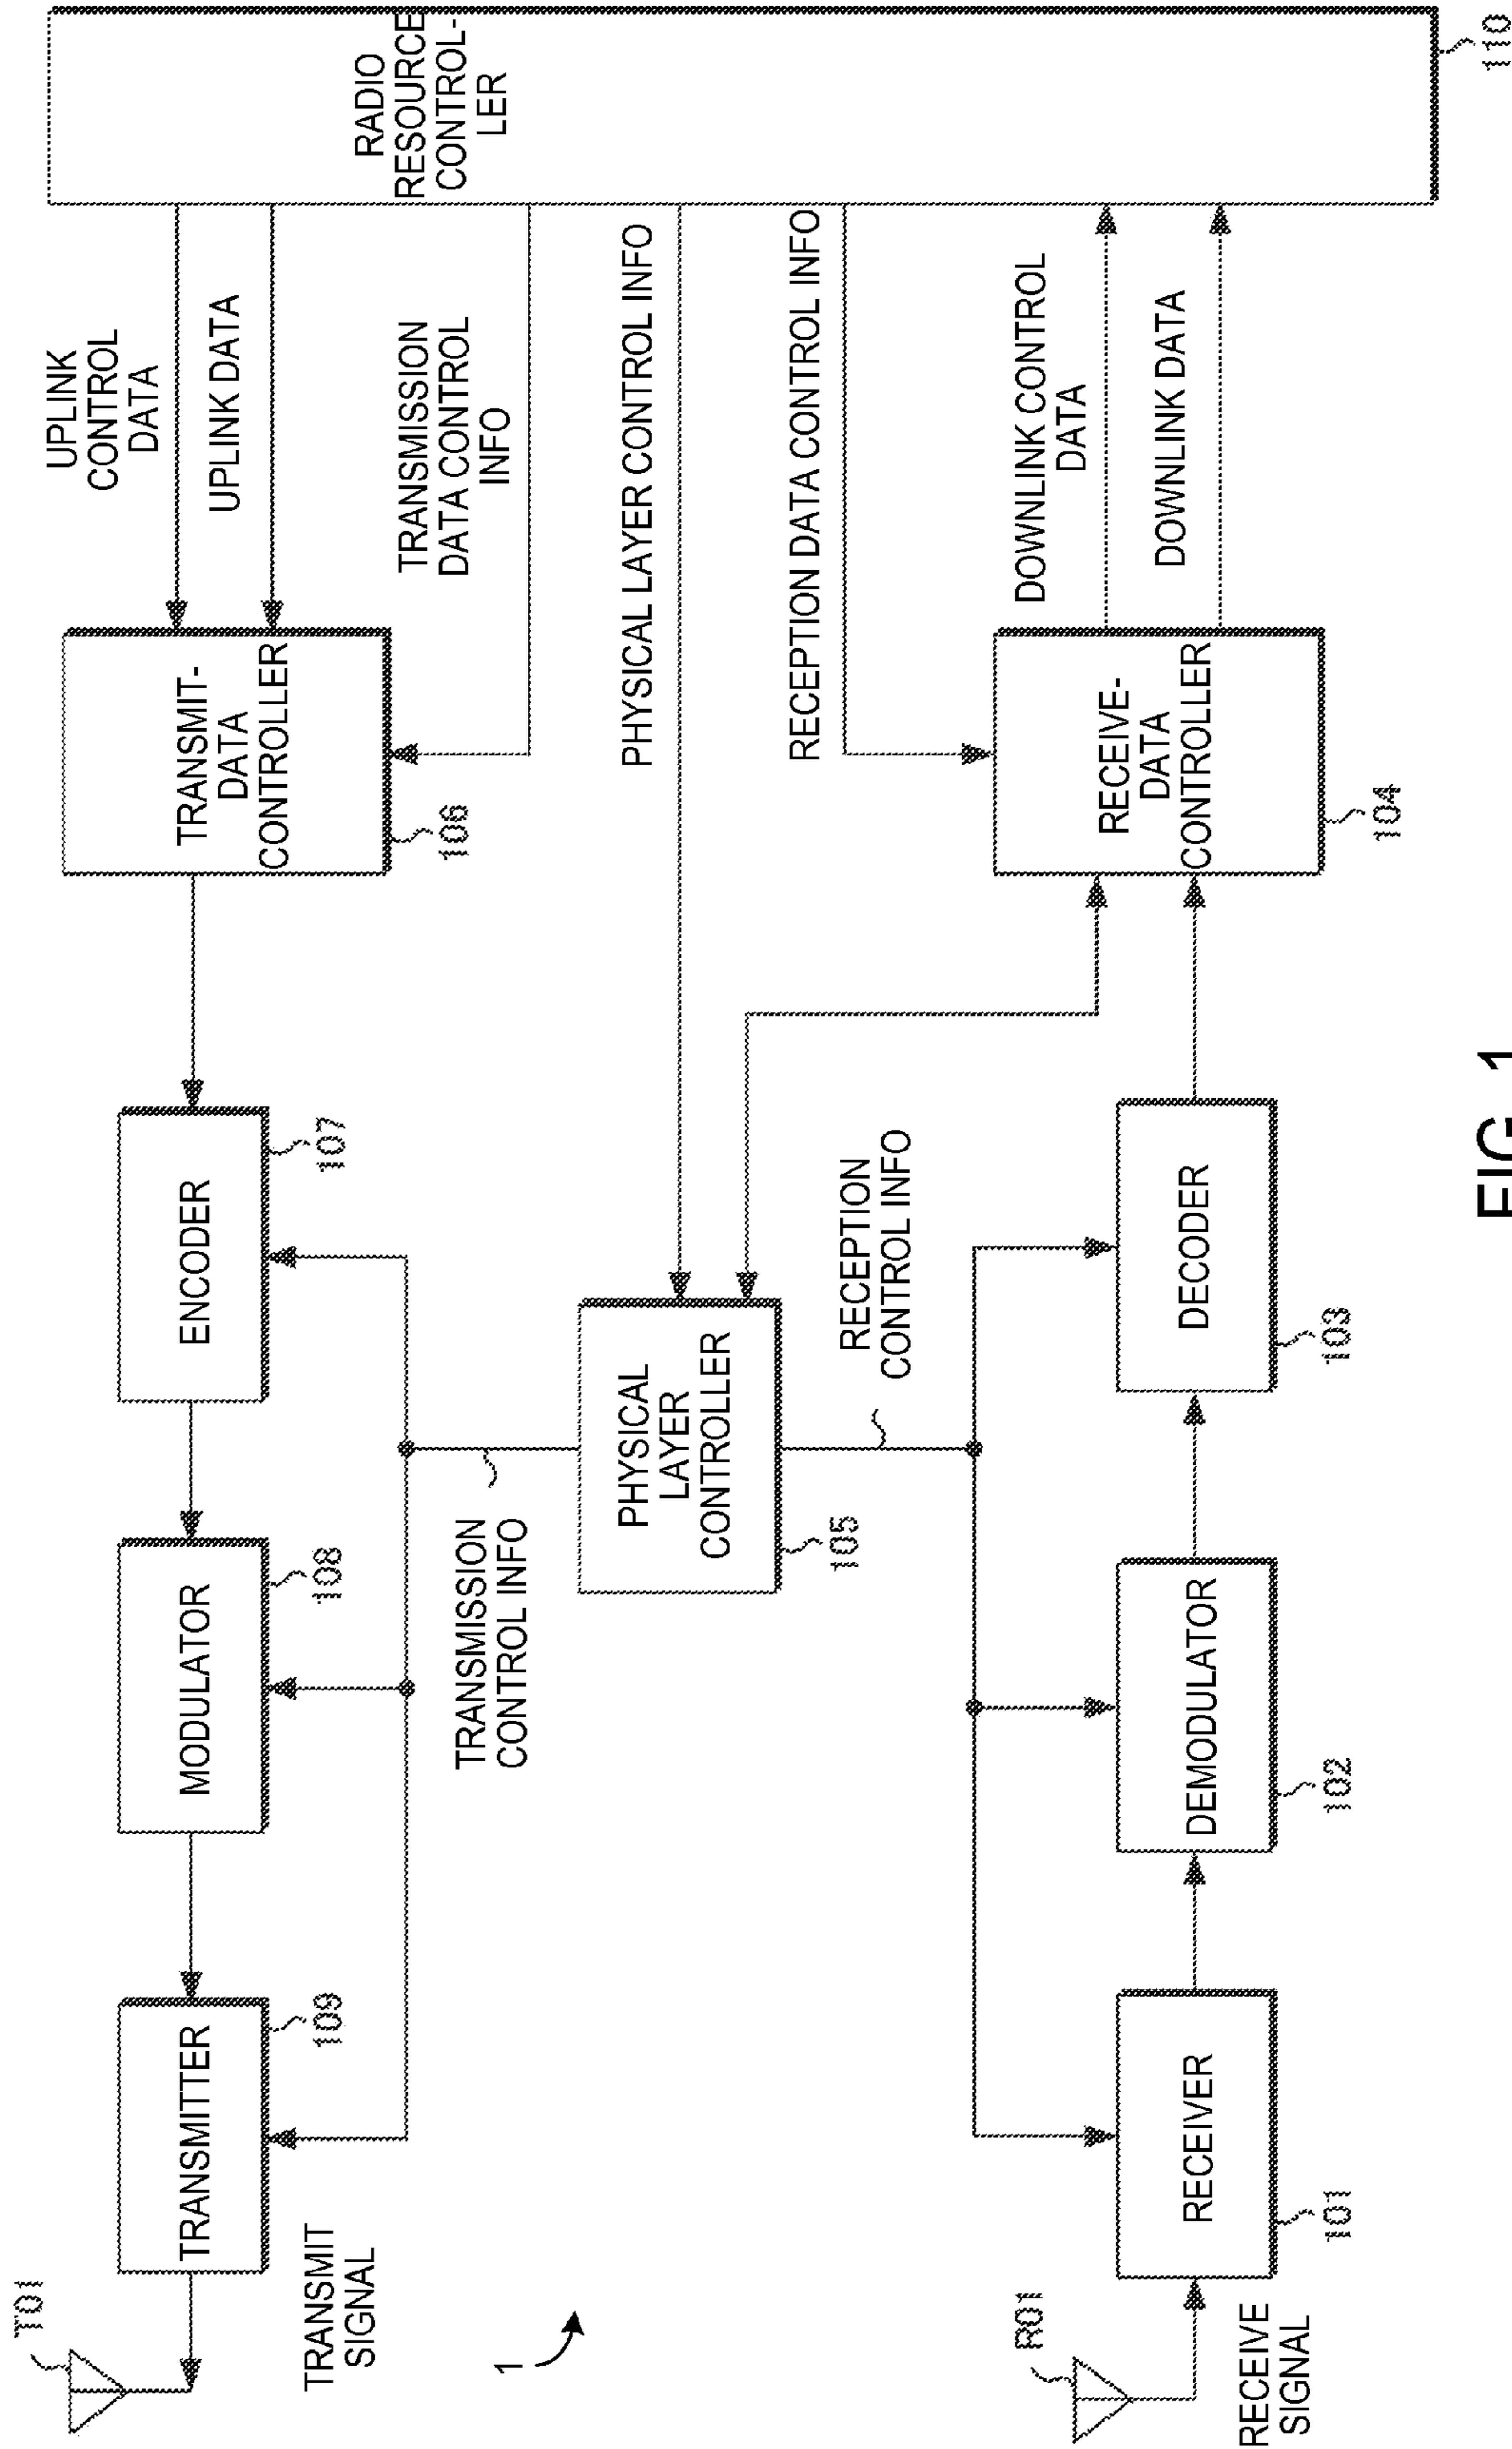 T01
TRANSMITTER
109
TRANSMIT
SIGNAL
MODULATOR
108
ENCODER
107
TRANSMIT-
DATA
CONTROLLER
106
UPLINK
CONTROL
DATA
UPLINK DATA
TRANSMISSION
DATA CONTROL
INFO
RADIO
RESOURCE
CONTROL-
LER
110
1
TRANSMISSION
CONTROL INFO
PHYSICAL
LAYER
CONTROLLER
105
PHYSICAL LAYER CONTROL INFO
RECEPTION DATA CONTROL INFO
RECEPTION
CONTROL INFO
R01
RECEIVE
SIGNAL
RECEIVER
101
DEMODULATOR
102
DECODER
103
RECEIVE-
DATA
CONTROLLER
104
DOWNLINK CONTROL
DATA
DOWNLINK DATA
FIG. 1